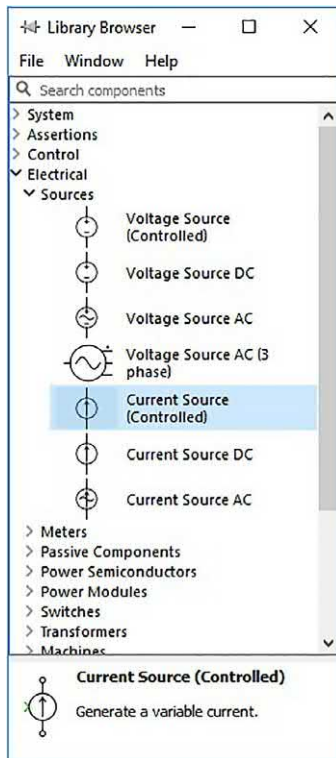 Library Browser
File Window Help
Search components
System
Assertions
Control
Electrical
Sources
Voltage Source
(Controlled)
Voltage Source DC
Voltage Source AC
Voltage Source AC (3
phase)
Current Source
(Controlled)
Current Source DC
Current Source AC
Meters
Passive Components
Power Semiconductors
Power Modules
Switches
Transformers
Machines
Current Source (Controlled)
Generate a variable current.